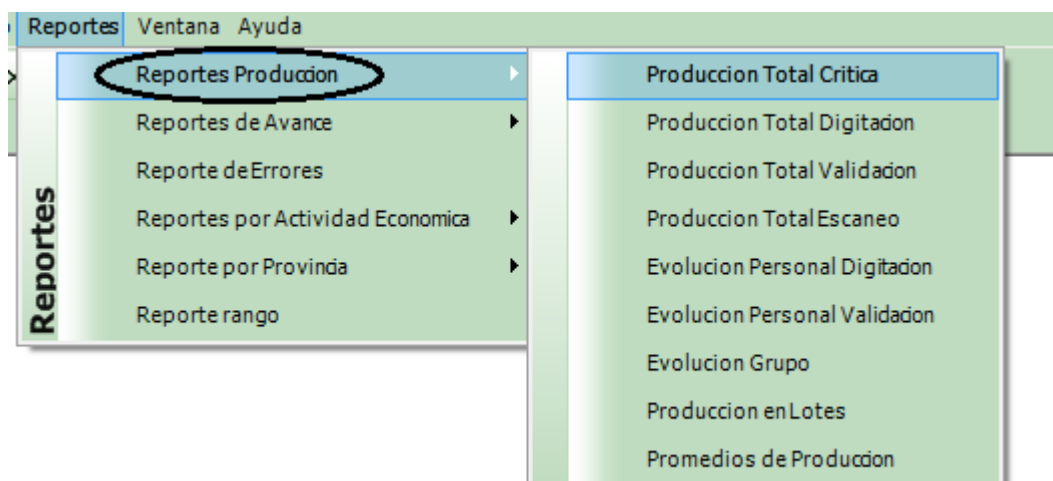 Reportes Ventana Ayuda
Reportes
Reportes Produccion
Reportes de Avance
Reporte de Errores
Reportes por Actividad Economica
Reporte por Provincia
Reporte rango
Produccion Total Critica
Produccion Total Digitacion
Produccion Total Validacion
Produccion Total Escaneo
Evolucion Personal Digitacion
Evolucion Personal Validacion
Evolucion Grupo
Produccion en Lotes
Promedios de Produccion